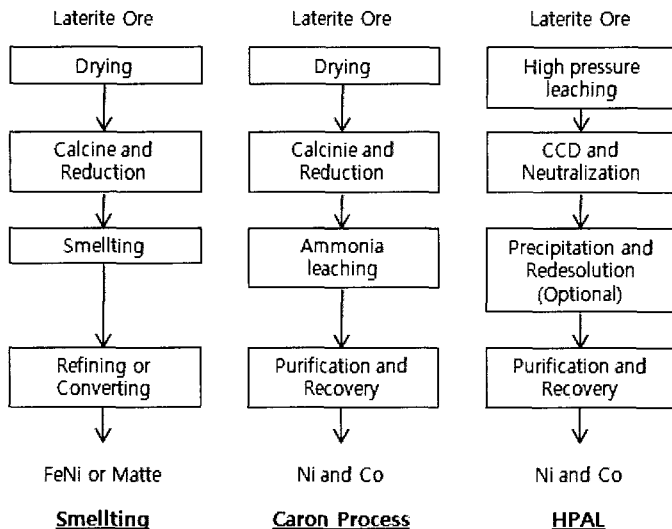 Laterite Ore
Drying
Calcine and
Reduction
Smellting
Refining or
Converting
FeNi or Matte
Smellting
Laterite Ore
Drying
Calcinie and
Reduction
Ammonia
leaching
Purification and
Recovery
Ni and Co
Caron Process
Laterite Ore
High pressure
leaching
CCD and
Neutralization
Precipitation and
Redesolution
(Optional)
Purification and
Recovery
Ni and Co
HPAL